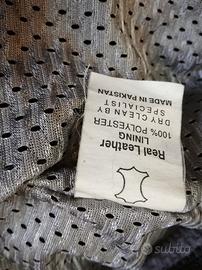 Real Leather
LINING
100% POLYESTER
DRY CLEAN BY
SPECIALIST
MADE IN PAKISTAN
subito